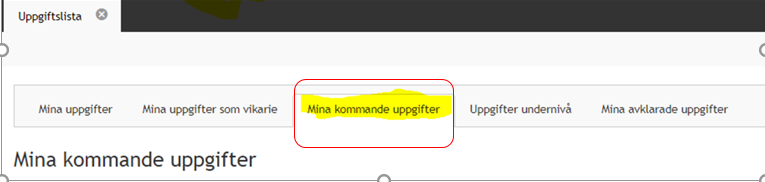 Uppgiftslista
Mina uppgifter Mina uppgifter som vikarie Mina kommande uppgifter Uppgifter undernivå Mina avklarade uppgifter
Mina kommande uppgifter